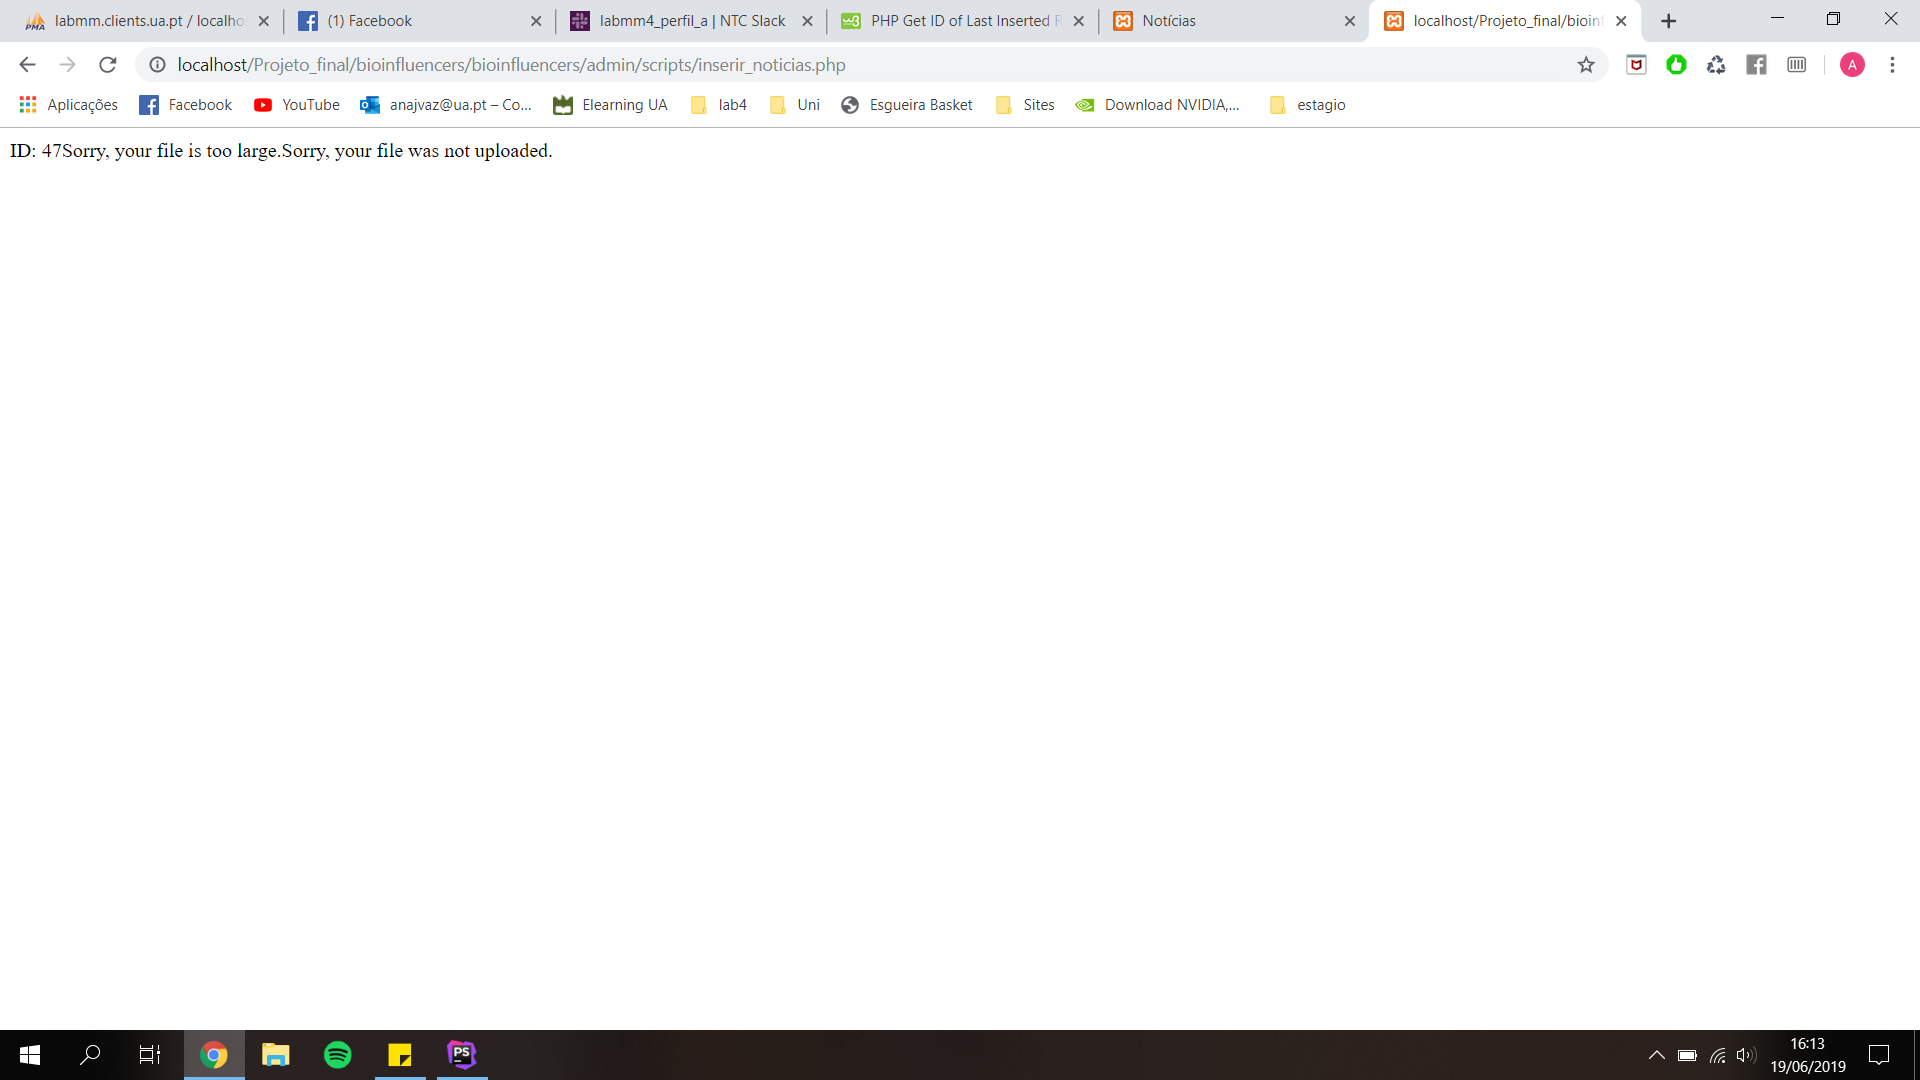 labmm.clients.ua.pt / localho
(1) Facebook
labmm4_perfil_a | NTC Slack
PHP Get ID of Last Inserted R
Notícias
localhost/Projeto_final/bioinf
localhost/Projeto_final/bioinfluencers/bioinfluencers/admin/scripts/inserir_noticias.php
A
Aplicações
Facebook
YouTube
anajvaz@ua.pt – Co...
Elearning UA
lab4
Uni
Esgueira Basket
Sites
Download NVIDIA,...
estagio
ID: 47Sorry, your file is too large.Sorry, your file was not uploaded.
PS
16:13
19/06/2019